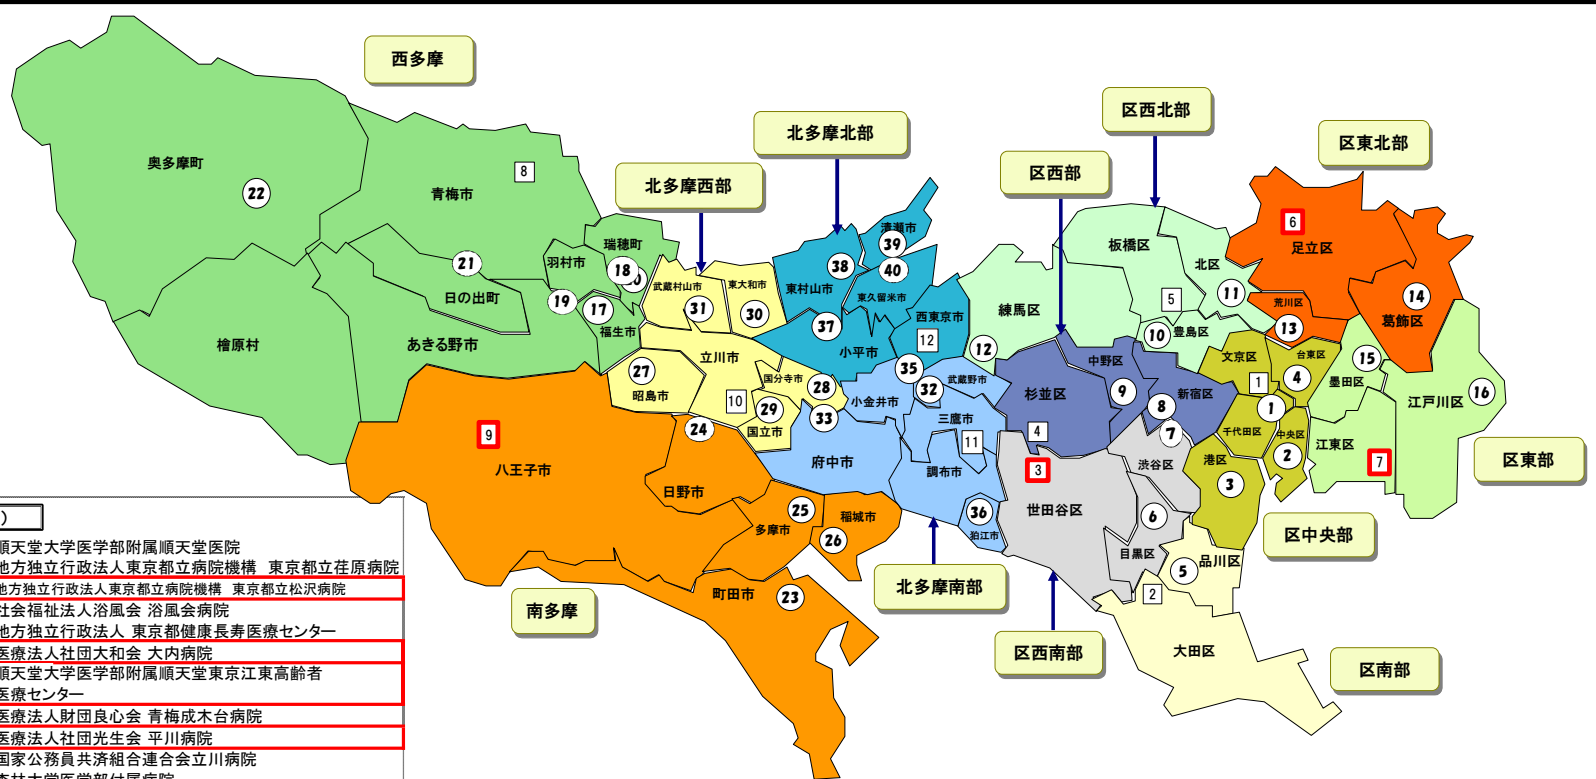 西多摩
区西北部
北多摩北部
区東北部
区西部
北多摩西部
奥多摩町
22
青梅市
8
6
足立区
清瀬市
39
瑞穂町
羽村市
18
21
19
17
日の出町
福生市
檜原村
あきる野市
武蔵村山市
31
東大和市
30
東村山市
38
40
東久留米市
西東京市
12
37
小平市
練馬区
12
板橋区
北区
11
5
10
豊島区
荒川区
13
14
葛飾区
立川市
27
昭島市
10
国分寺市
28
29
国立市
33
小金井市
35
32
武蔵野市
三鷹市
11
杉並区
4
中野区
9
8
新宿区
7
文京区
1
台東区
4
1
千代田区
中央区
2
15
墨田区
16
江戸川区
江東区
7
区東部
9
八王子市
24
日野市
25
多摩市
稲城市
26
府中市
調布市
36
狛江市
3
世田谷区
渋谷区
港区
3
6
目黒区
5
品川区
区中央部
2
大田区
区南部
23
町田市
南多摩
北多摩南部
区西南部
)
順天堂大学医学部附属順天堂医院
地方独立行政法人東京都立病院機構 東京都立荏原病院
地方独立行政法人東京都立病院機構 東京都立松沢病院
社会福祉法人浴風会 浴風会病院
地方独立行政法人 東京都健康長寿医療センター
医療法人社団大和会 大内病院
順天堂大学医学部附属順天堂東京江東高齢者
医療センター
医療法人財団良心会 青梅成木台病院
医療法人社団光生会 平川病院
国家公務員共済組合連合会立川病院
杏林大学医学部付属病院